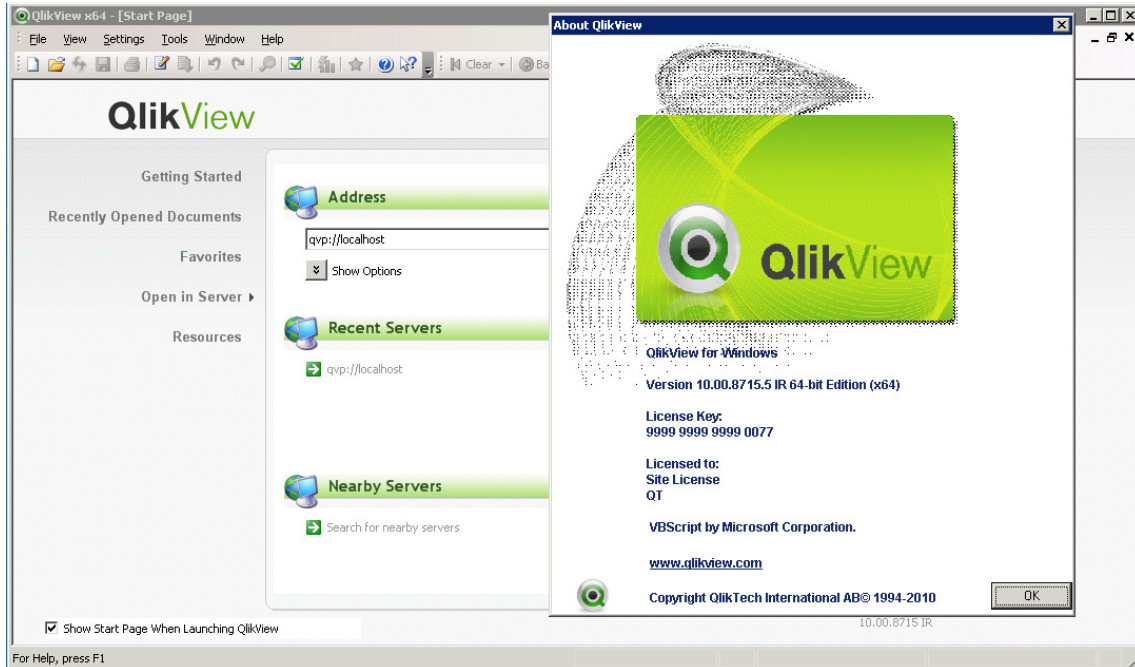 QlikView x64 - [Start Page]
File View Settings Tools Window Help
Clear Ba
QlikView
Getting Started
Recently Opened Documents
Favorites
Open in Server
Resources
Address
qvp://localhost
Show Options
Recent Servers
qvp://localhost
Nearby Servers
Search for nearby servers
Show Start Page When Launching QlikView
For Help, press F1
10.00.8715 IR
About QlikView
QlikView
QlikView for Windows
Version 10.00.8715.5 IR 64-bit Edition (x64)
License Key:
9999 9999 9999 0077
Licensed to:
Site License
QT
VBScript by Microsoft Corporation.
www.qlikview.com
Copyright QlikTech International AB© 1994-2010
OK